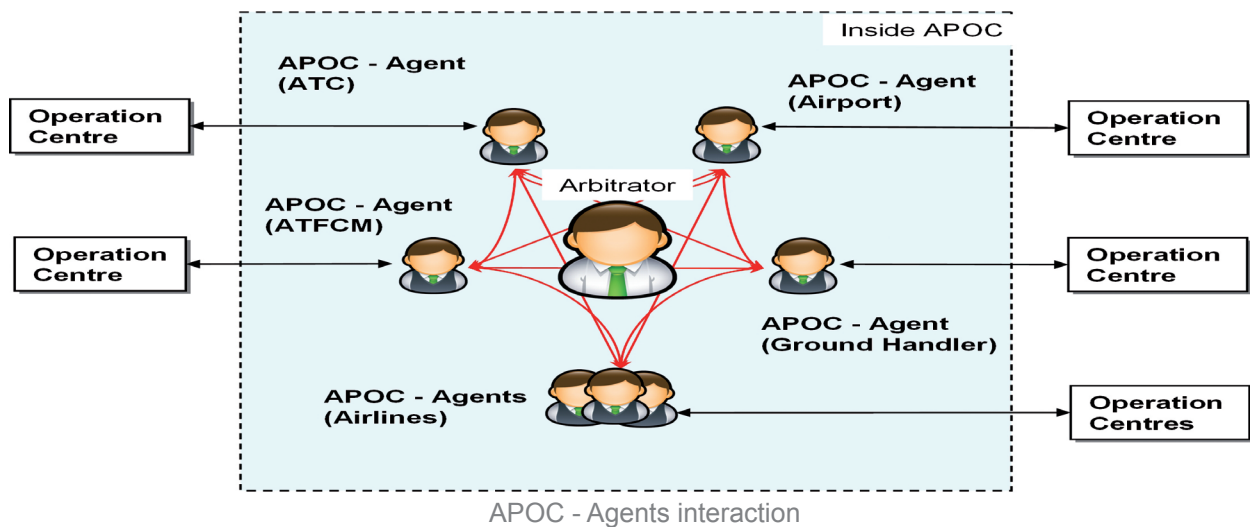 Inside APOC
APOC - Agent
(ATC)
APOC - Agent
(Airport)
Operation
Centre
Operation
Centre
Arbitrator
APOC - Agent
(ATFCM)
Operation
Centre
Operation
Centre
APOC - Agent
(Ground Handler)
APOC - Agents
(Airlines)
Operation
Centres
APOC - Agents interaction